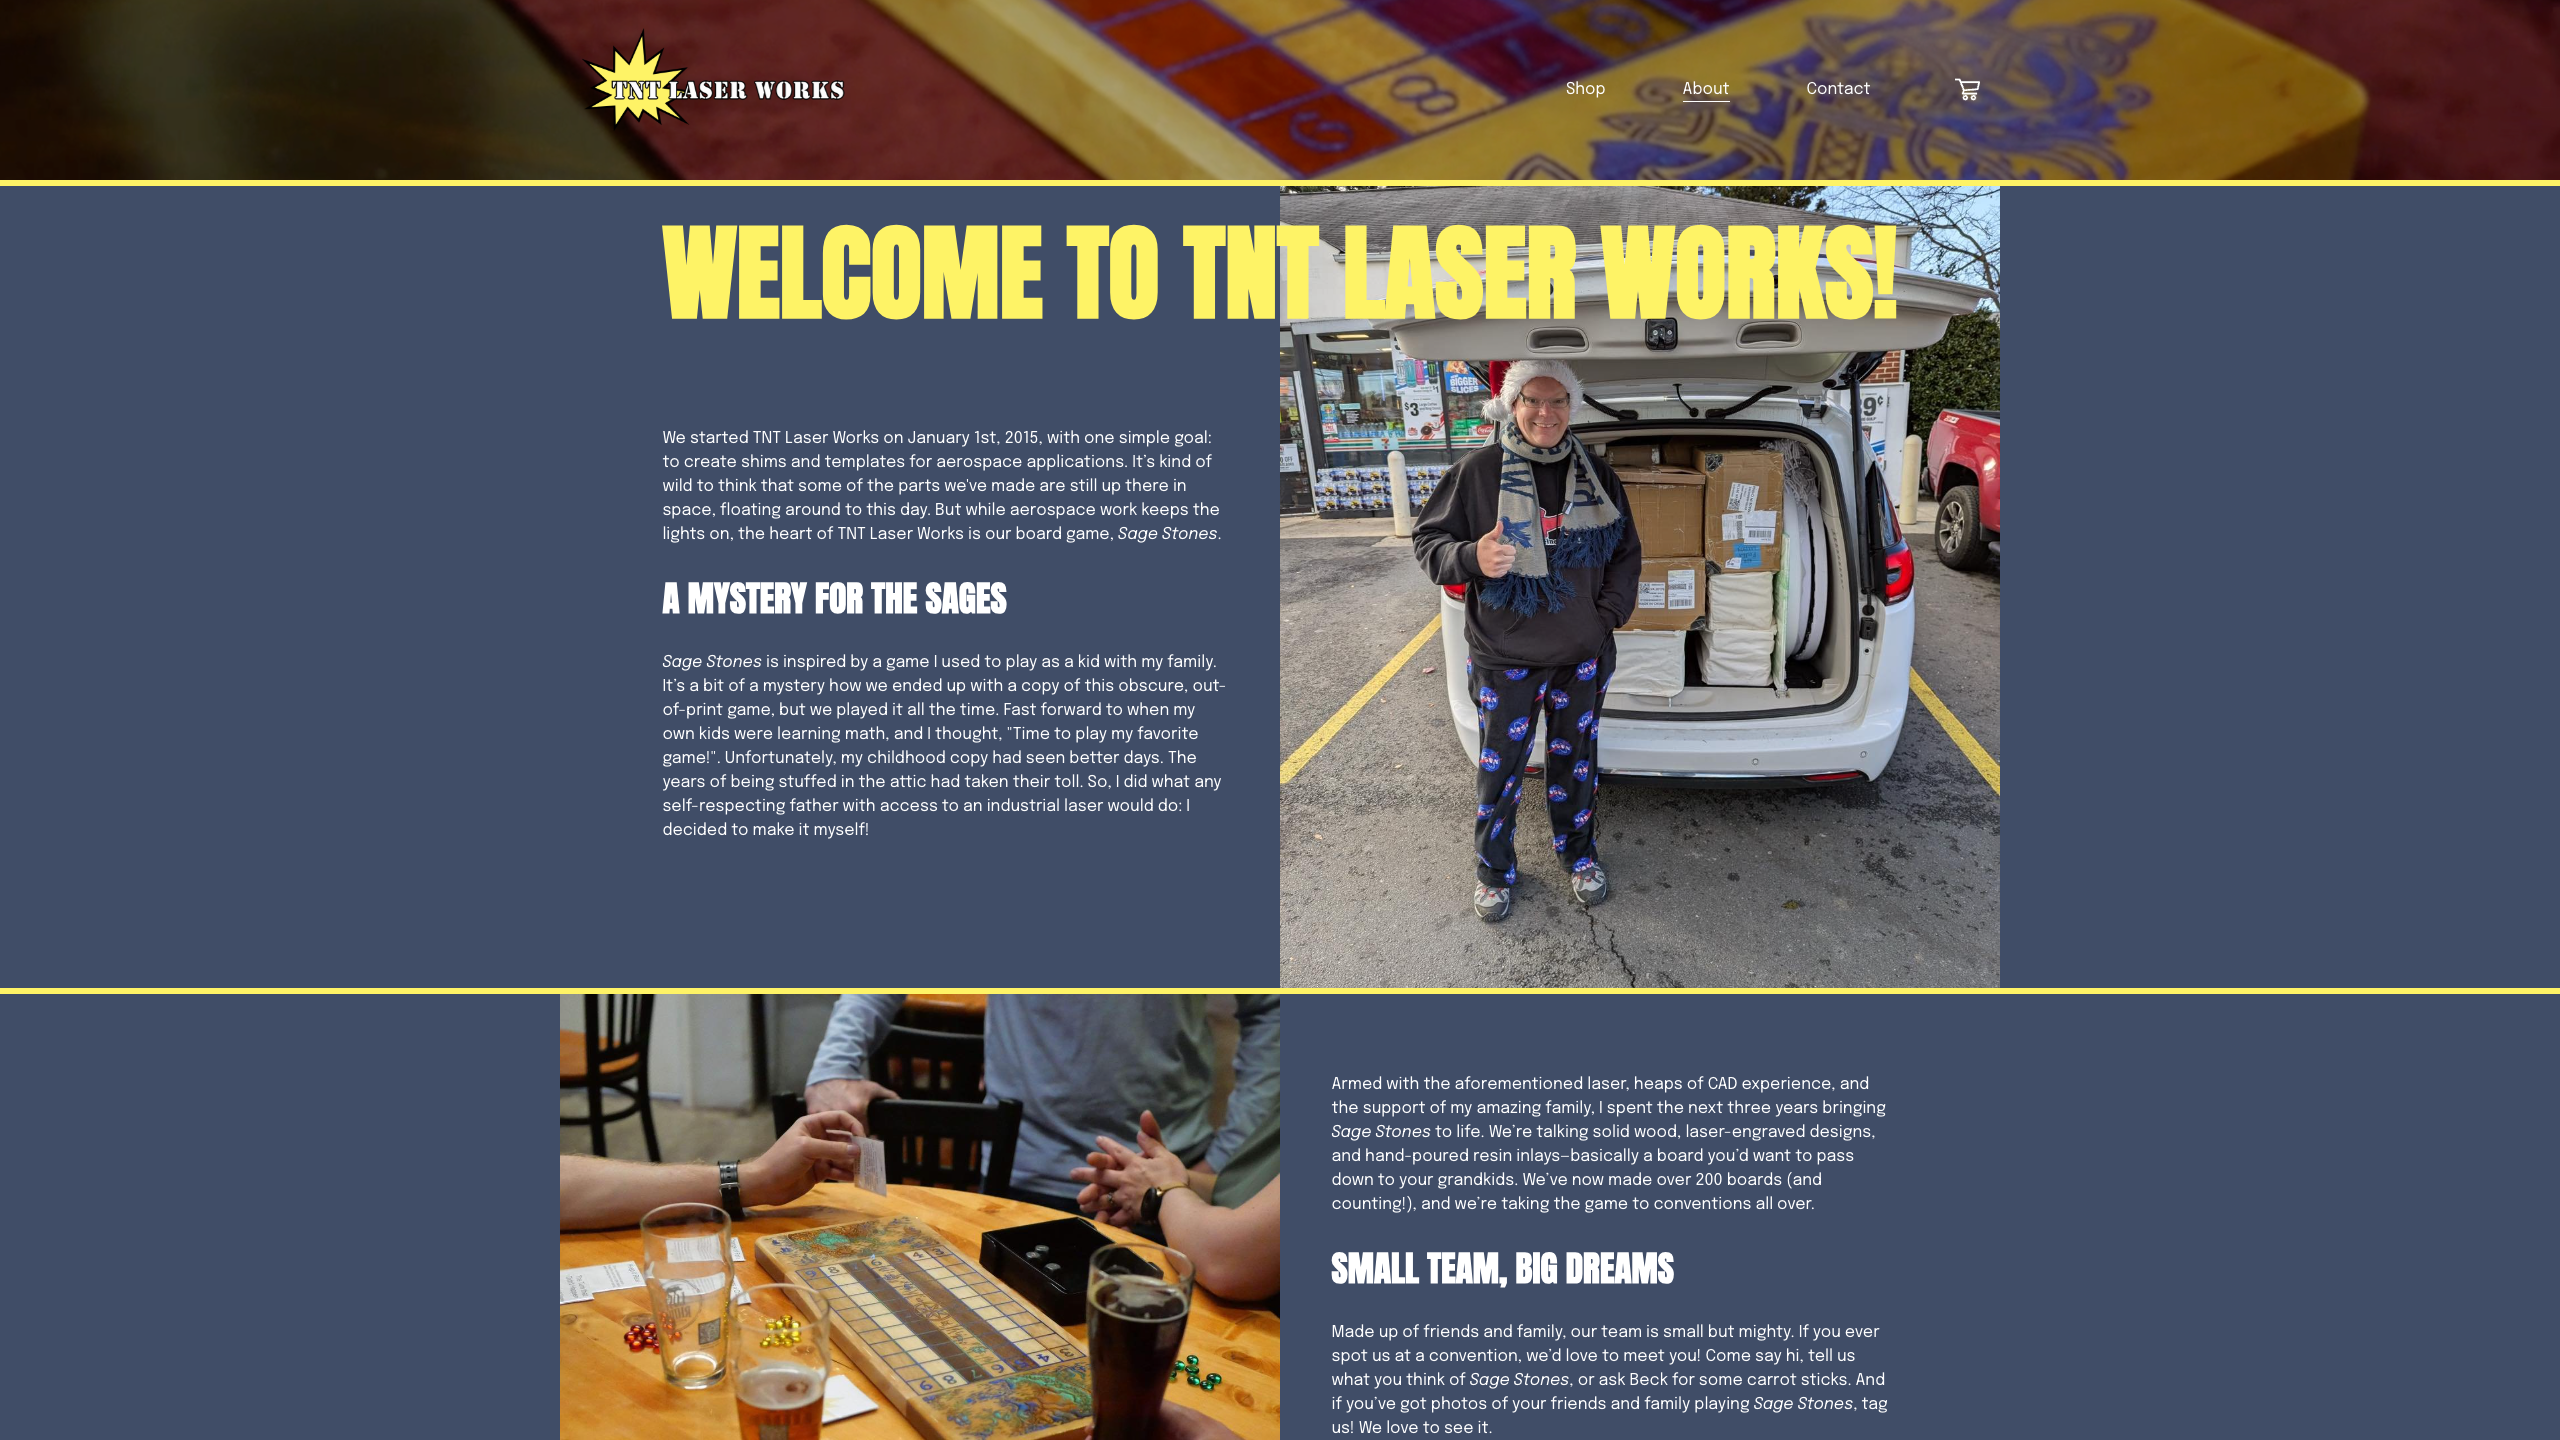 TNT LASER WORKS
Shop
About
Contact
WELCOME TO TNT LASER WORKS!
We started TNT Laser Works on January 1st, 2015, with one simple goal:
to create shims and templates for aerospace applications. It’s kind of
wild to think that some of the parts we've made are still up there in
space, floating around to this day. But while aerospace work keeps the
lights on, the heart of TNT Laser Works is our board game, Sage Stones.
A MYSTERY FOR THE SAGES
Sage Stones is inspired by a game I used to play as a kid with my family.
It’s a bit of a mystery how we ended up with a copy of this obscure, out-
of-print game, but we played it all the time. Fast forward to when my
own kids were learning math, and I thought, "Time to play my favorite
game!". Unfortunately, my childhood copy had seen better days. The
years of being stuffed in the attic had taken their toll. So, I did what any
self-respecting father with access to an industrial laser would do: I
decided to make it myself!
BIGGER
SLICES
$3
9¢
NASA
Armed with the aforementioned laser, heaps of CAD experience, and
the support of my amazing family, I spent the next three years bringing
Sage Stones to life. We’re talking solid wood, laser-engraved designs,
and hand-poured resin inlays—basically a board you’d want to pass
down to your grandkids. We’ve now made over 200 boards (and
counting!), and we’re taking the game to conventions all over.
SMALL TEAM, BIG DREAMS
Made up of friends and family, our team is small but mighty. If you ever
spot us at a convention, we’d love to meet you! Come say hi, tell us
what you think of Sage Stones, or ask Beck for some carrot sticks. And
if you’ve got photos of your friends and family playing Sage Stones, tag
us! We love to see it.